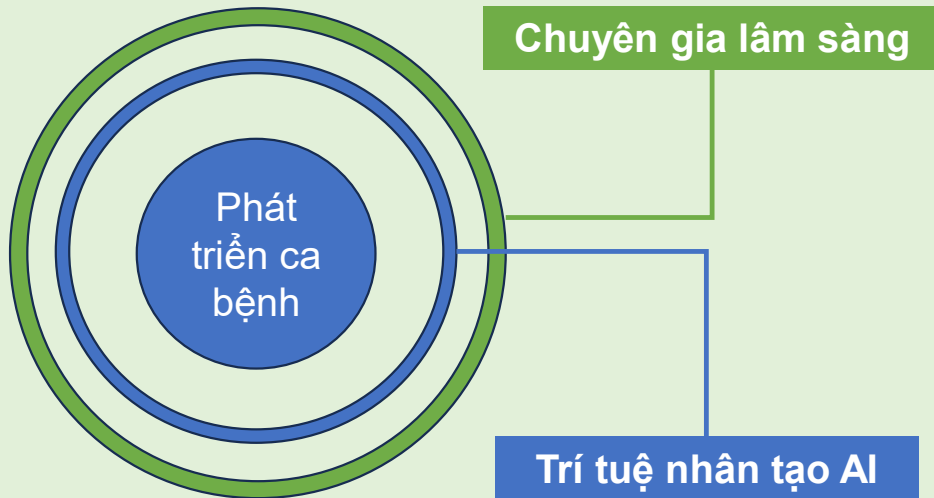 Chuyên gia lâm sàng
Phát
triển ca
bệnh
Trí tuệ nhân tạo AI